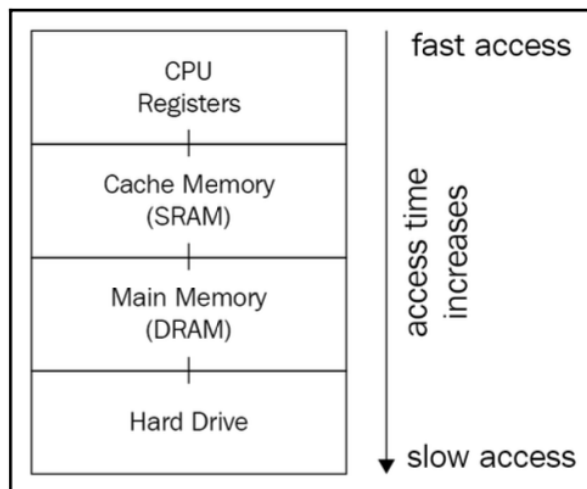 CPU
Registers
Cache Memory
(SRAM)
Main Memory
(DRAM)
Hard Drive
fast access
access time
increases
slow access